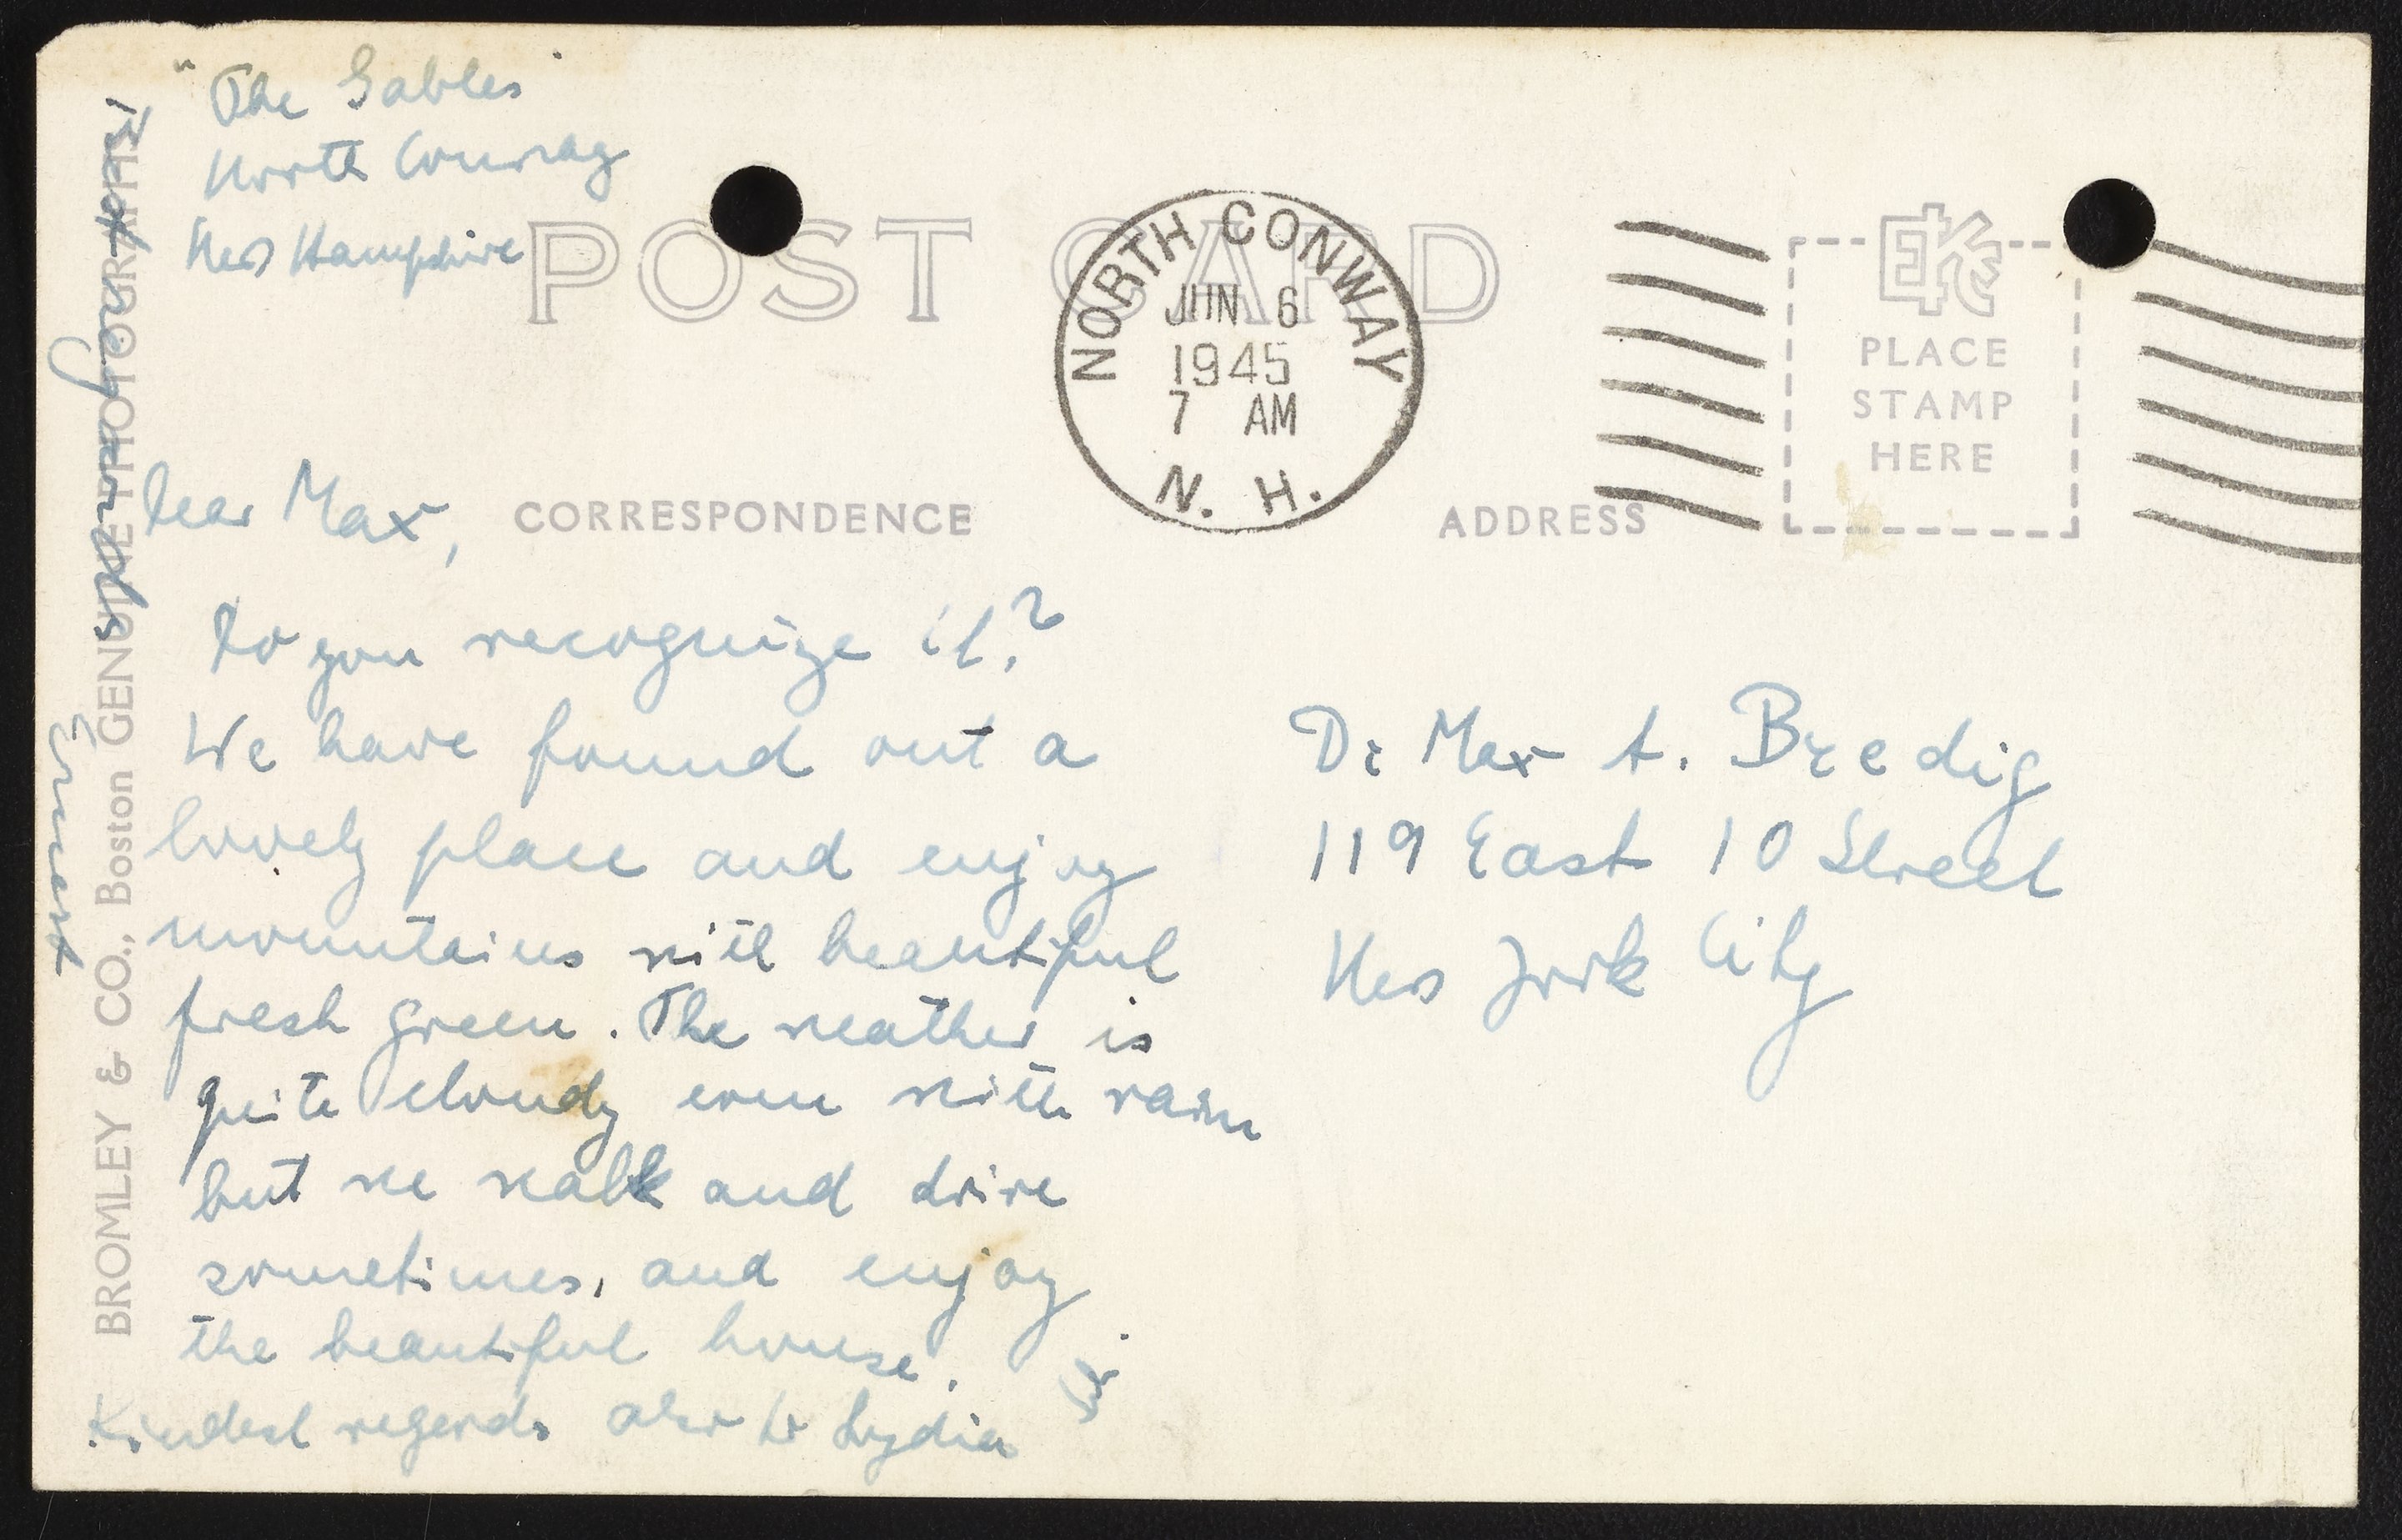 "The Gables"
North Conway
New Hampshire
POST CARD
NORTH CONWAY
JUN 6
1945
7 AM
N. H.
EKC
PLACE
STAMP
HERE
CORRESPONDENCE
ADDRESS
Dear Max,
Do you recognize it?
We have found out a
lovely place and enjoy
mountains with beautiful
fresh green. The weather is
quite cloudy even with rain
but we walk and drive
sometimes, and enjoy
the beautiful house.
Kindest regards also to Lydia
Dr Max A. Bredig
119 East 10 Street
New York City
BROMLEY & CO., Boston GENUINE PHOTOGRAPHS